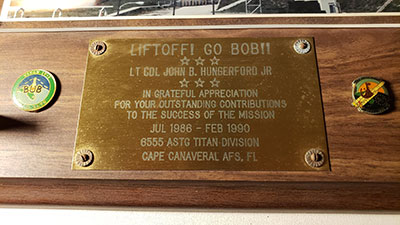 LIFTOFF! GO BOB!!
LT COL JOHN B. HUNGERFORD JR
IN GRATEFUL APPRECIATION
FOR YOUR OUTSTANDING CONTRIBUTIONS
TO THE SUCCESS OF THE MISSION
JUL 1986 - FEB 1990
6555 ASTG TITAN DIVISION
CAPE CANAVERAL AFS, FL
BOB